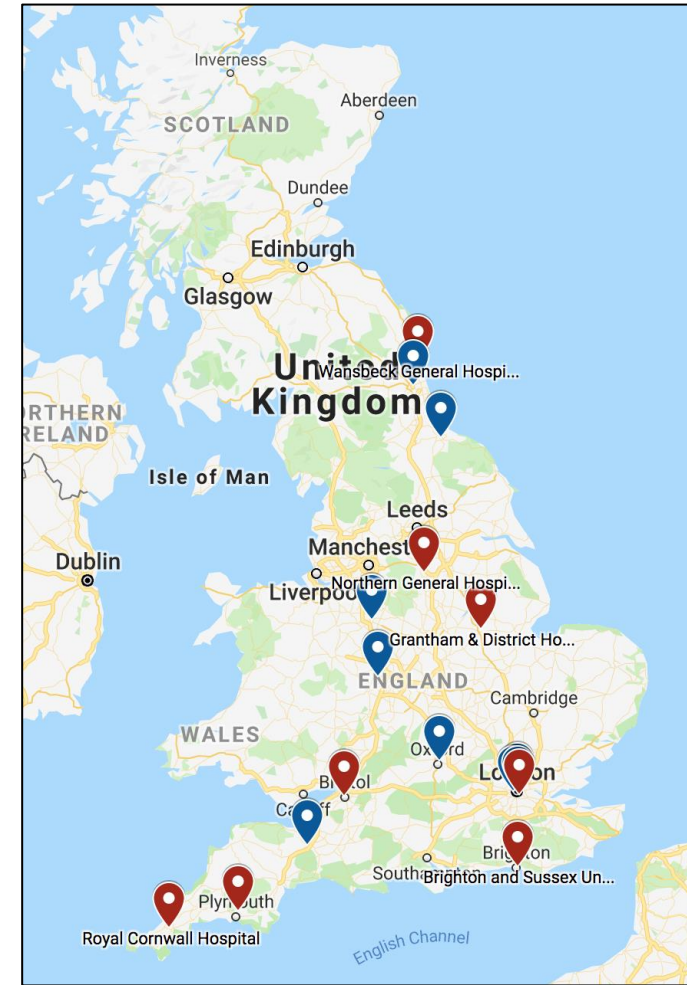 Inverness
Aberdeen
SCOTLAND
Dundee
Edinburgh
Glasgow
United
Wansbeck General Hospi...
Kingdom
ORTHERN
RELAND
Isle of Man
Leeds
Manchest
Dublin
Northern General Hospi...
Liverpoo
Grantham & District Ho...
ENGLAND
Cambridge
WALES
Oxford
London
Bristol
Cardiff
Brighton
Southampton
Brighton and Sussex Un...
Plymouth
Royal Cornwall Hospital
English Channel